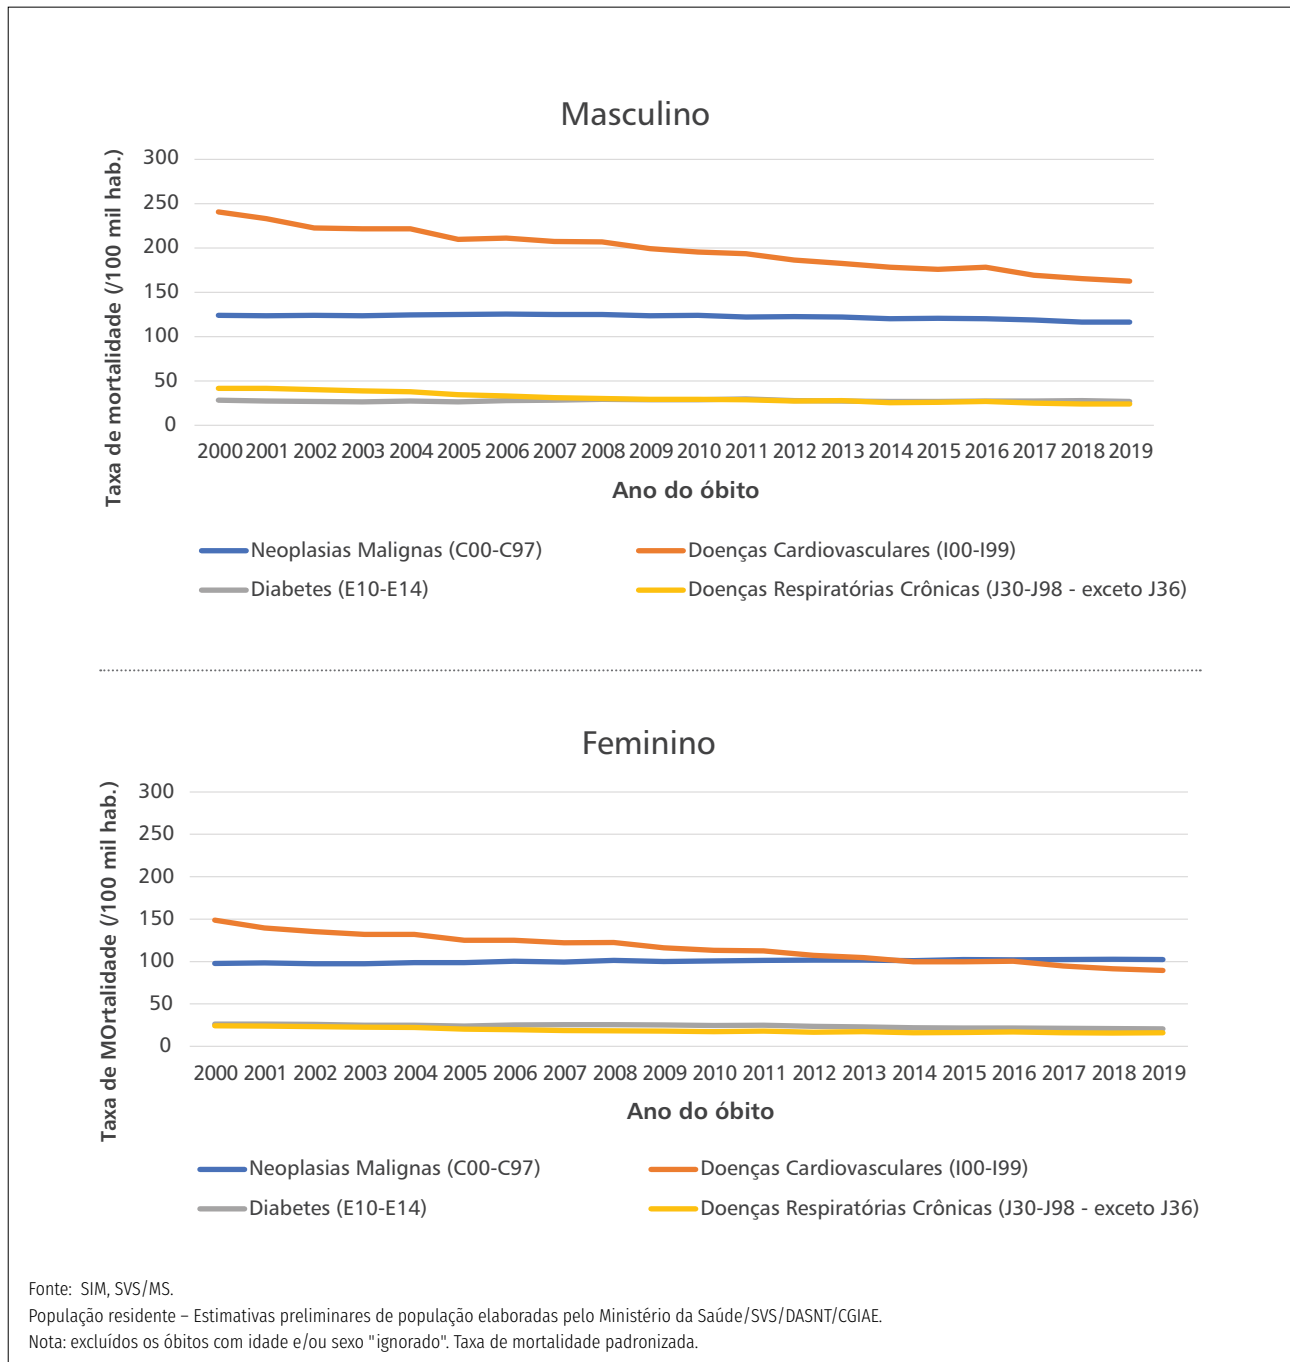 Masculino
Taxa de mortalidade (/100 mil hab.)
300
250
200
150
100
50
0
2000 2001 2002 2003 2004 2005 2006 2007 2008 2009 2010 2011 2012 2013 2014 2015 2016 2017 2018 2019
Ano do óbito
Neoplasias Malignas (C00-C97) Doenças Cardiovasculares (I00-I99)
Diabetes (E10-E14) Doenças Respiratórias Crônicas (J30-J98 - exceto J36)
Feminino
Taxa de MOrtalidade (/100 mil hab.)
300
250
200
150
100
50
0
2000 2001 2002 2003 2004 2005 2006 2007 2008 2009 2010 2011 2012 2013 2014 2015 2016 2017 2018 2019
Ano do óbito
Neoplasias Malignas (C00-C97) Doenças Cardiovasculares (I00-I99)
Diabetes (E10-E14) Doenças Respiratórias Crônicas (J30-J98 - exceto J36)
Fonte: SIM, SVS/MS.
População residente – Estimativas preliminares de população elaboradas pelo Ministério da Saúde/SVS/DASNT/CGIAE.
Nota: excluídos os óbitos com idade e/ou sexo "ignorado". Taxa de mortalidade padronizada.